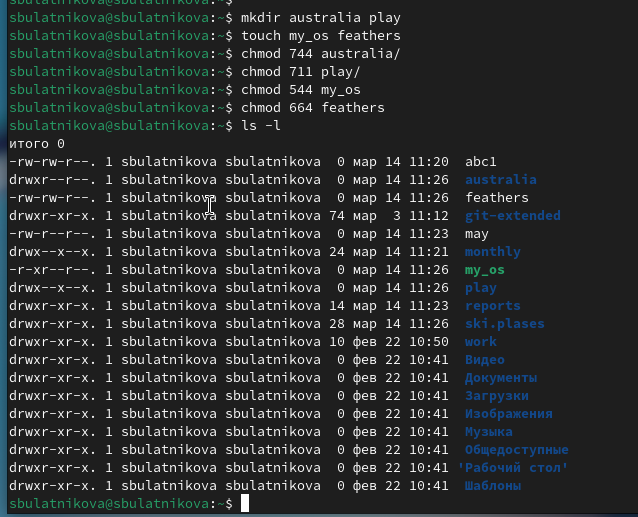 sbulatnikova@sbulatnikova:~$ mkdir australia play
sbulatnikova@sbulatnikova:~$ touch my_os feathers
sbulatnikova@sbulatnikova:~$ chmod 744 australia/
sbulatnikova@sbulatnikova:~$ chmod 711 play/
sbulatnikova@sbulatnikova:~$ chmod 544 my_os
sbulatnikova@sbulatnikova:~$ chmod 664 feathers
sbulatnikova@sbulatnikova:~$ ls -l
итого 0
-rw-rw-r--. 1 sbulatnikova sbulatnikova  0 мар 14 11:20  abc1
drwxr--r--. 1 sbulatnikova sbulatnikova  0 мар 14 11:26  australia
-rw-rw-r--. 1 sbulatnikova sbulatnikova  0 мар 14 11:26  feathers
drwxr-xr-x. 1 sbulatnikova sbulatnikova 74 мар  3 11:12  git-extended
-rw-r--r--. 1 sbulatnikova sbulatnikova  0 мар 14 11:23  may
drwx--x--x. 1 sbulatnikova sbulatnikova 24 мар 14 11:21  monthly
-r-xr--r--. 1 sbulatnikova sbulatnikova  0 мар 14 11:26  my_os
drwx--x--x. 1 sbulatnikova sbulatnikova  0 мар 14 11:26  play
drwxr-xr-x. 1 sbulatnikova sbulatnikova 14 мар 14 11:23  reports
drwxr-xr-x. 1 sbulatnikova sbulatnikova 28 мар 14 11:26  ski.plases
drwxr-xr-x. 1 sbulatnikova sbulatnikova 10 фев 22 10:50  work
drwxr-xr-x. 1 sbulatnikova sbulatnikova  0 фев 22 10:41  Видео
drwxr-xr-x. 1 sbulatnikova sbulatnikova  0 фев 22 10:41  Документы
drwxr-xr-x. 1 sbulatnikova sbulatnikova  0 фев 22 10:41  Загрузки
drwxr-xr-x. 1 sbulatnikova sbulatnikova  0 фев 22 10:41  Изображения
drwxr-xr-x. 1 sbulatnikova sbulatnikova  0 фев 22 10:41  Музыка
drwxr-xr-x. 1 sbulatnikova sbulatnikova  0 фев 22 10:41  Общедоступные
drwxr-xr-x. 1 sbulatnikova sbulatnikova  0 фев 22 10:41 'Рабочий стол'
drwxr-xr-x. 1 sbulatnikova sbulatnikova  0 фев 22 10:41  Шаблоны
sbulatnikova@sbulatnikova:~$